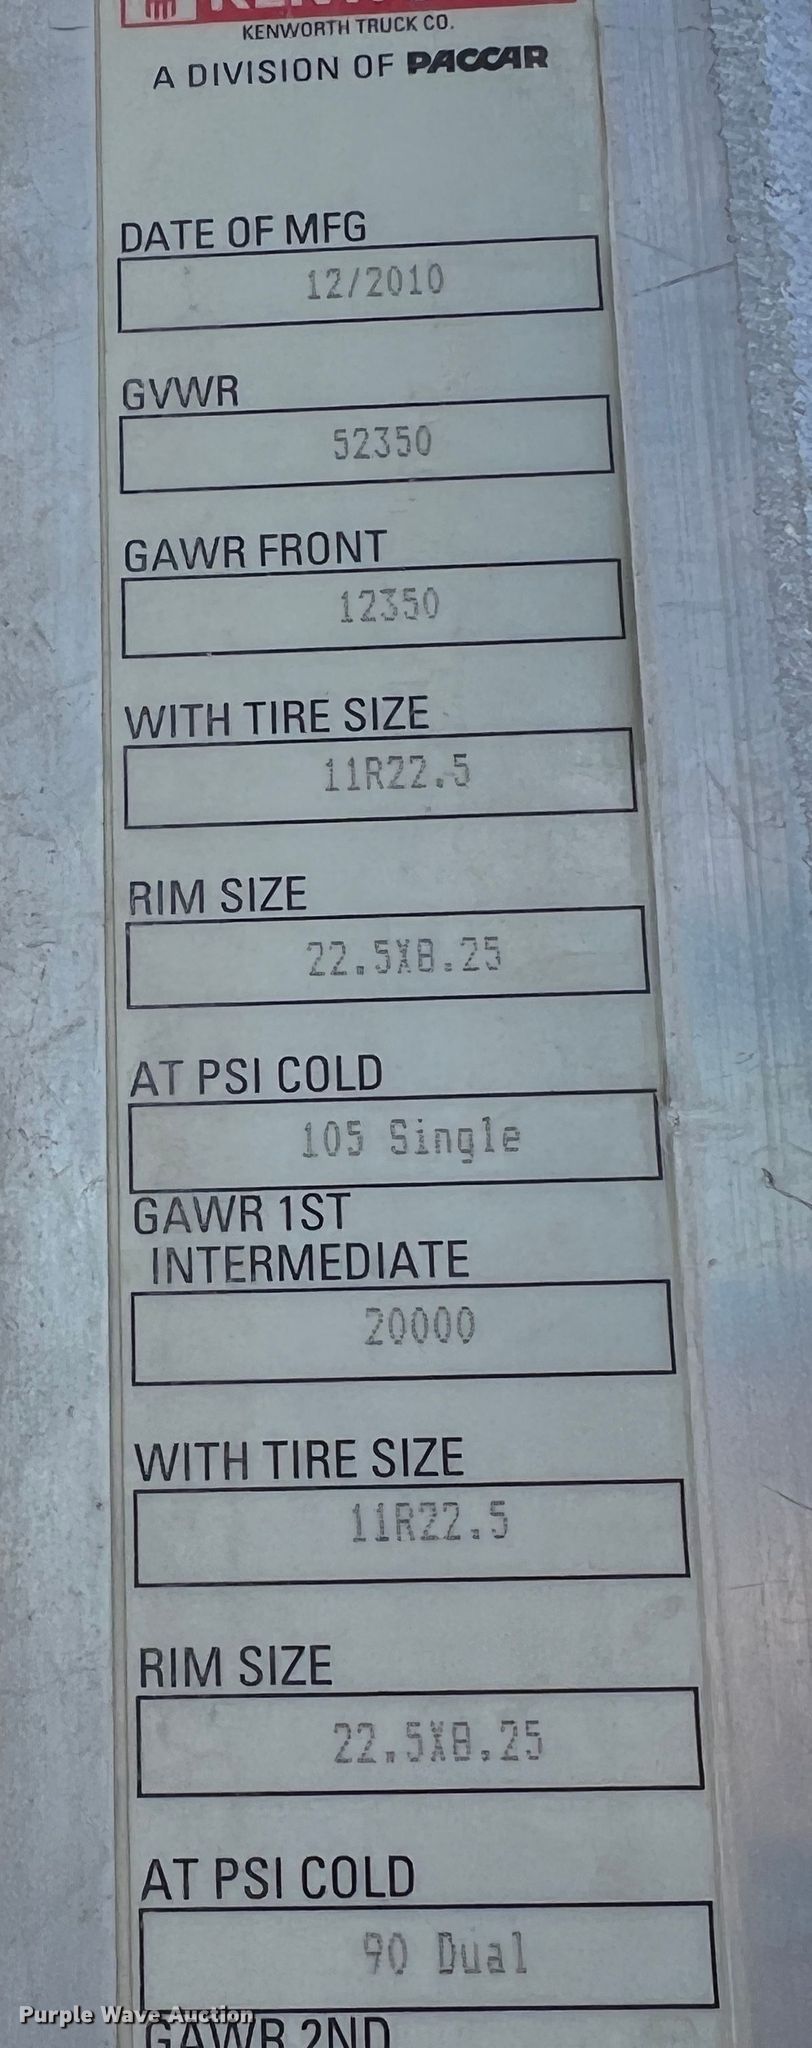 KENWORTH TRUCK CO.
A DIVISION OF PACCAR
DATE OF MFG
12/2010
GVWR
52350
GAWR FRONT
12350
WITH TIRE SIZE
11R22.5
RIM SIZE
22.5X8.25
AT PSI COLD
105 Single
GAWR 1ST
INTERMEDIATE
20000
WITH TIRE SIZE
11R22.5
RIM SIZE
22.5X8.25
AT PSI COLD
90 Dual
Purple Wave Auction
GAWR 2ND